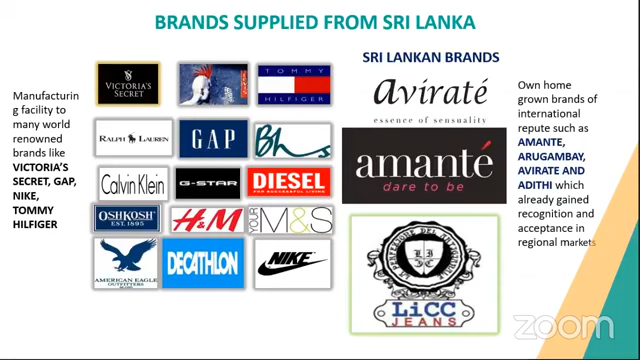 BRANDS SUPPLIED FROM SRI LANKA
Manufacturin
g facility to
many world
renowned
brands like
VICTORIA'S
SECRET, GAP,
NIKE,
TOMMY
HILFIGER
VICTORIA'S
SECRET
TOMMY
HILFIGER
RALPH LAUREN
GAP
Bhs
Calvin Klein
G-STAR
DIESEL
FOR SUCCESSFUL LIVING
OSHKOSH
EST. 1895
H&M
YOUR
M&S
AMERICAN EAGLE
OUTFITTERS
DECATHLON
NIKE
SRI LANKAN BRANDS
avıraté
essence of sensuality
amanté
dare to be
LiCC
JEANS
Own home
grown brands of
international
repute such as
AMANTE,
ARUGAMBAY,
AVIRATE AND
ADITHI which
already gained
recognition and
acceptance in
regional markets
zoom